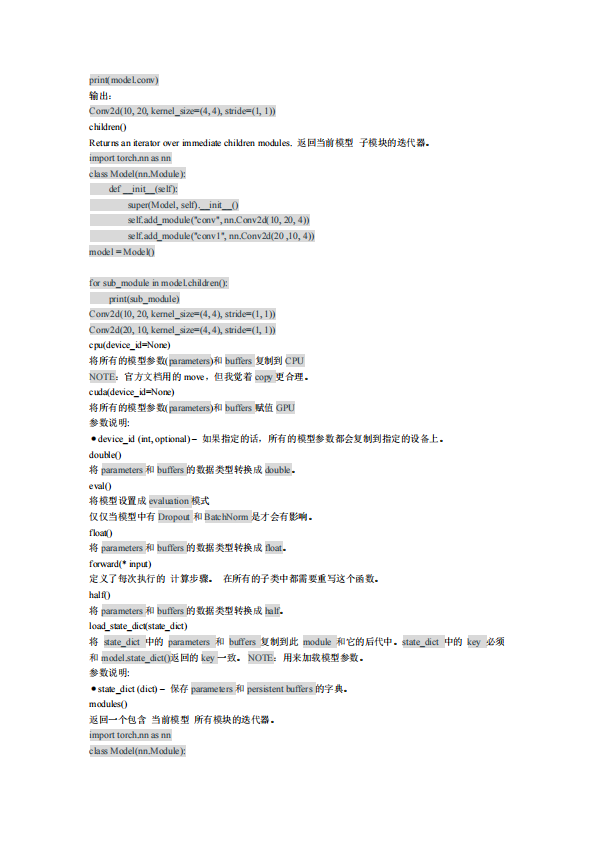 print(model.conv)
输出:
Conv2d(10, 20, kernel_size=(4, 4), stride=(1, 1))
children()
Returns an iterator over immediate children modules. 返回当前模型 子模块的迭代器。
import torch.nn as nn
class Model(nn.Module):
def __init__(self):
super(Model, self).__init__()
self.add_module("conv", nn.Conv2d(10, 20, 4))
self.add_module("conv1", nn.Conv2d(20 ,10, 4))
model = Model()
for sub_module in model.children():
print(sub_module)
Conv2d(10, 20, kernel_size=(4, 4), stride=(1, 1))
Conv2d(20, 10, kernel_size=(4, 4), stride=(1, 1))
cpu(device_id=None)
将所有的模型参数(parameters)和 buffers 复制到 CPU
NOTE：官方文档用的 move，但我觉着 copy 更合理。
cuda(device_id=None)
将所有的模型参数(parameters)和 buffers 赋值 GPU
参数说明:
●device_id (int, optional) – 如果指定的话，所有的模型参数都会复制到指定的设备上。
double()
将 parameters 和 buffers 的数据类型转换成 double。
eval()
将模型设置成 evaluation 模式
仅仅当模型中有 Dropout 和 BatchNorm 是才会有影响。
float()
将 parameters 和 buffers 的数据类型转换成 float。
forward(* input)
定义了每次执行的 计算步骤。 在所有的子类中都需要重写这个函数。
half()
将 parameters 和 buffers 的数据类型转换成 half。
load_state_dict(state_dict)
将 state_dict 中的 parameters 和 buffers 复制到此 module 和它的后代中。state_dict 中的 key 必须
和 model.state_dict()返回的 key 一致。 NOTE：用来加载模型参数。
参数说明:
●state_dict (dict) – 保存 parameters 和 persistent buffers 的字典。
modules()
返回一个包含 当前模型 所有模块的迭代器。
import torch.nn as nn
class Model(nn.Module):